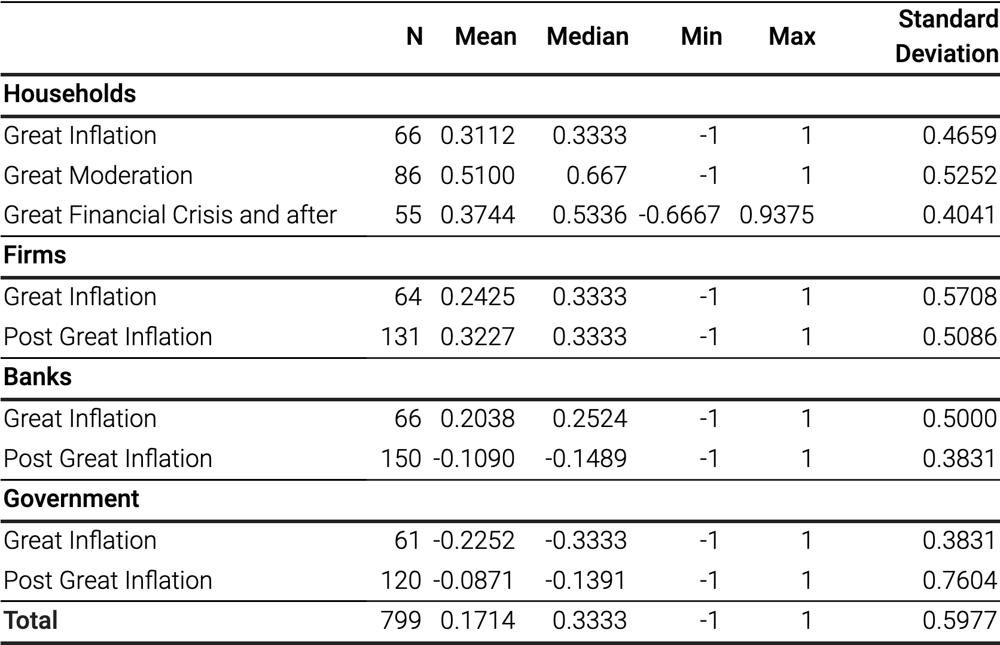 N Mean Median Min Max Standard Deviation
Households
Great Inflation 66 0.3112 0.3333 -1 1 0.4659
Great Moderation 86 0.5100 0.667 -1 1 0.5252
Great Financial Crisis and after 55 0.3744 0.5336 -0.6667 0.9375 0.4041
Firms
Great Inflation 64 0.2425 0.3333 -1 1 0.5708
Post Great Inflation 131 0.3227 0.3333 -1 1 0.5086
Banks
Great Inflation 66 0.2038 0.2524 -1 1 0.5000
Post Great Inflation 150 -0.1090 -0.1489 -1 1 0.3831
Government
Great Inflation 61 -0.2252 -0.3333 -1 1 0.3831
Post Great Inflation 120 -0.0871 -0.1391 -1 1 0.7604
Total 799 0.1714 0.3333 -1 1 0.5977